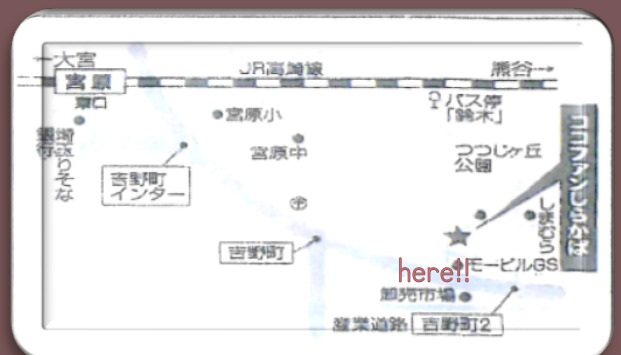 ←大宮
JR高崎線
熊谷→
宮原
東口
埼玉りそな
銀行
宮原小
宮原中
バス停
「鈴木」
つつじヶ丘
公園
吉野町
インター
吉野町
しまむら
ココファンしらかば
here!!
モービルGS
卸売市場
産業道路
吉野町2